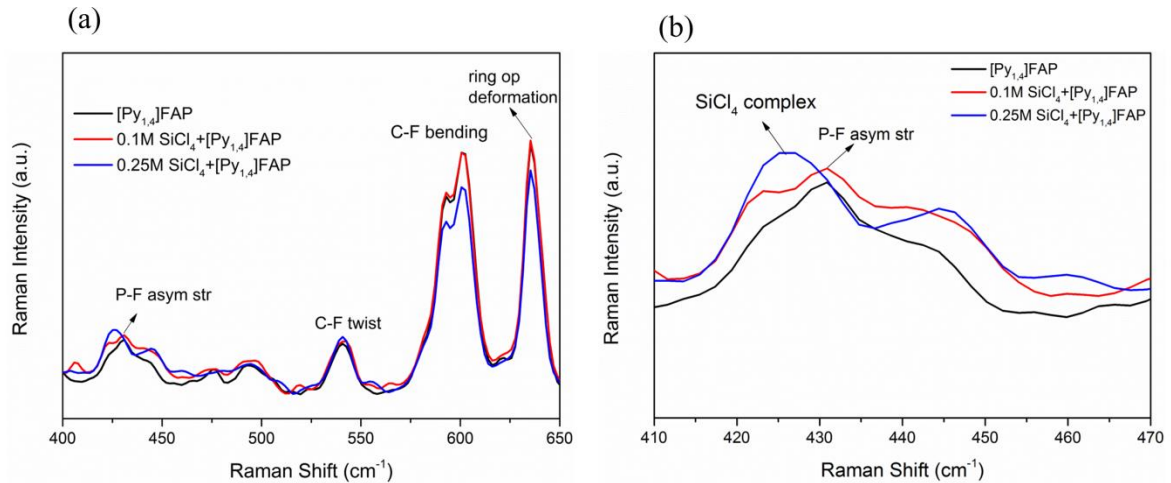 (a)
[Py1,4]FAP
0.1M SiCl4+[Py1,4]FAP
0.25M SiCl4+[Py1,4]FAP
ring op
deformation
C-F bending
P-F asym str
C-F twist
Raman Intensity (a.u.)
400 450 500 550 600 650
Raman Shift (cm-1)
(b)
[Py1,4]FAP
0.1M SiCl4+[Py1,4]FAP
0.25M SiCl4+[Py1,4]FAP
SiCl4 complex
P-F asym str
Raman Intensity (a.u.)
410 420 430 440 450 460 470
Raman Shift (cm-1)